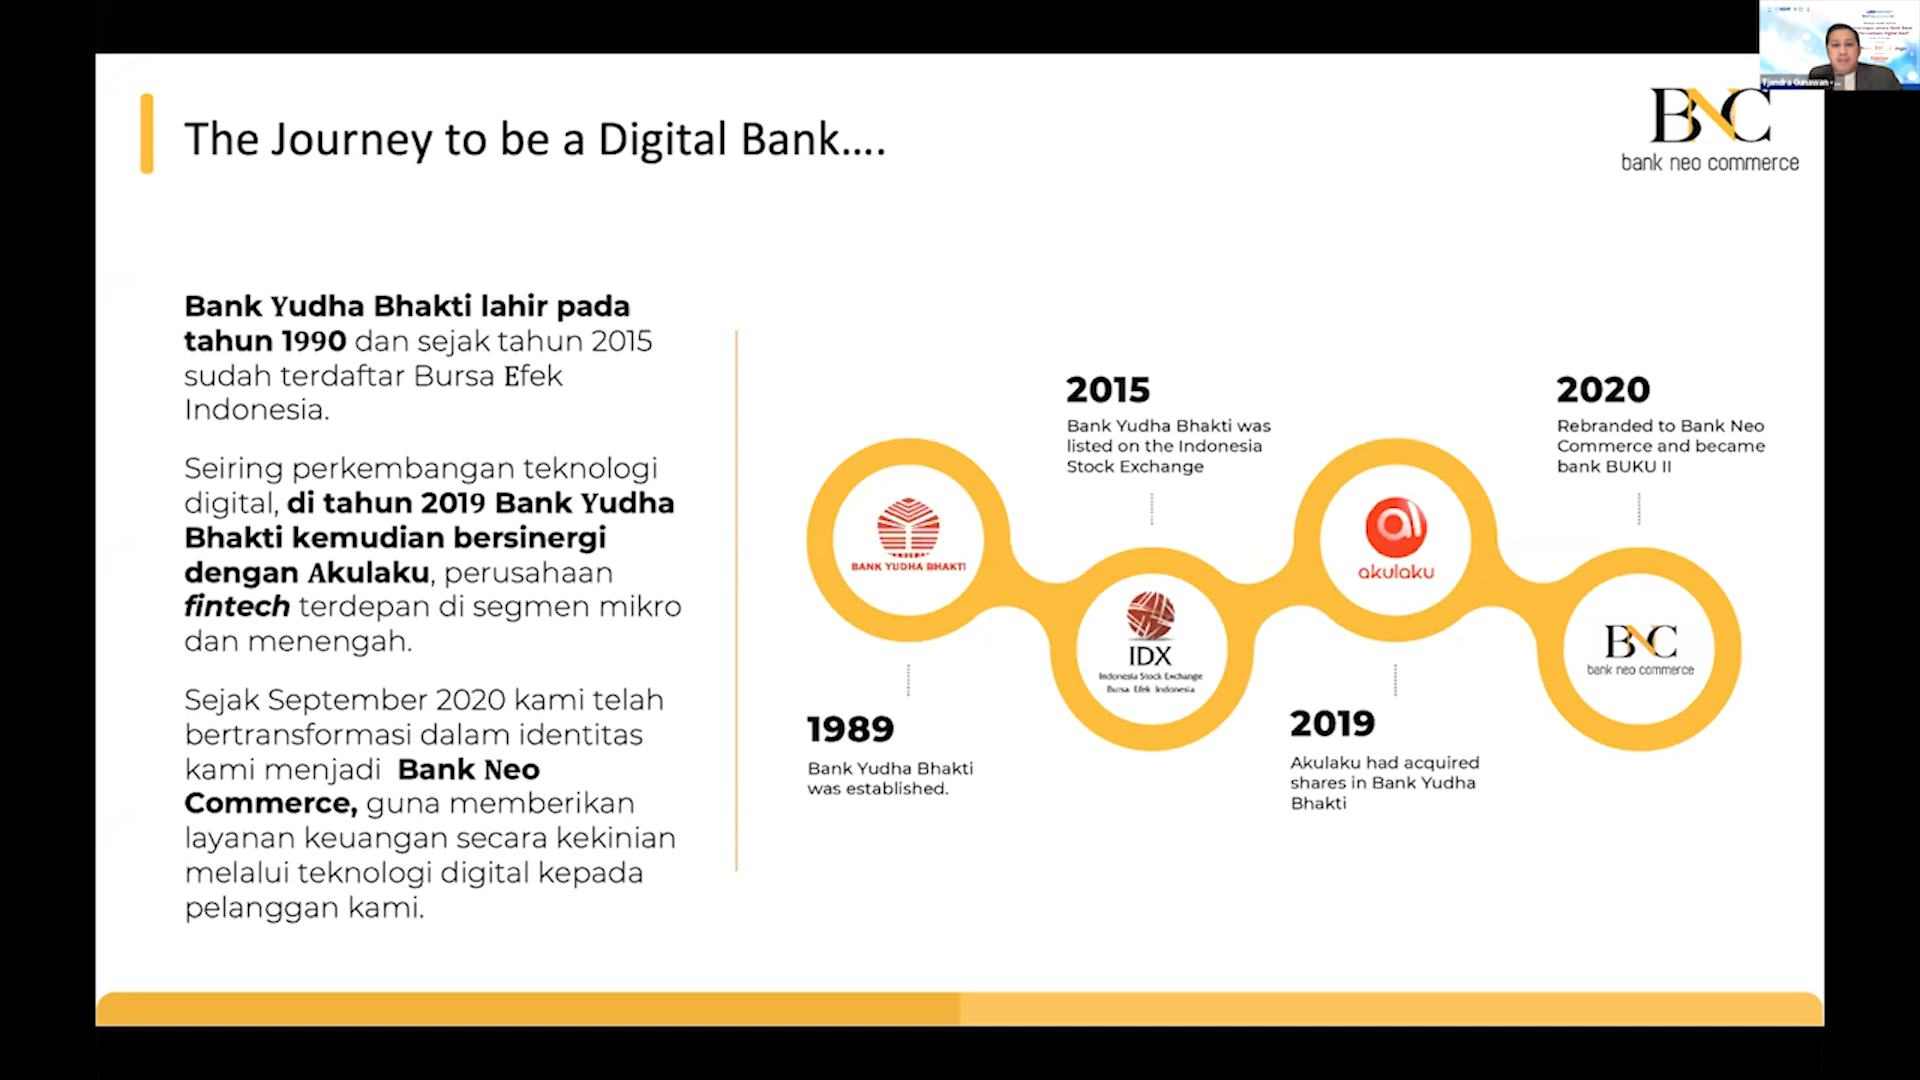 The Journey to be a Digital Bank....
BNC
bank neo commerce
Tjandra Gunawan
Bank Yudha Bhakti lahir pada
tahun 1990 dan sejak tahun 2015
sudah terdaftar Bursa Efek
Indonesia.
Seiring perkembangan teknologi
digital, di tahun 2019 Bank Yudha
Bhakti kemudian bersinergi
dengan Akulaku, perusahaan
fintech terdepan di segmen mikro
dan menengah.
Sejak September 2020 kami telah
bertransformasi dalam identitas
kami menjadi Bank Neo
Commerce, guna memberikan
layanan keuangan secara kekinian
melalui teknologi digital kepada
pelanggan kami.
BANK YUDHA BHAKTI
1989
Bank Yudha Bhakti
was established.
2015
Bank Yudha Bhakti was
listed on the Indonesia
Stock Exchange
IDX
Indonesia Stock Exchange
Bursa Efek Indonesia
al
akulaku
2019
Akulaku had acquired
shares in Bank Yudha
Bhakti
2020
Rebranded to Bank Neo
Commerce and became
bank BUKU II
BNC
bank neo commerce